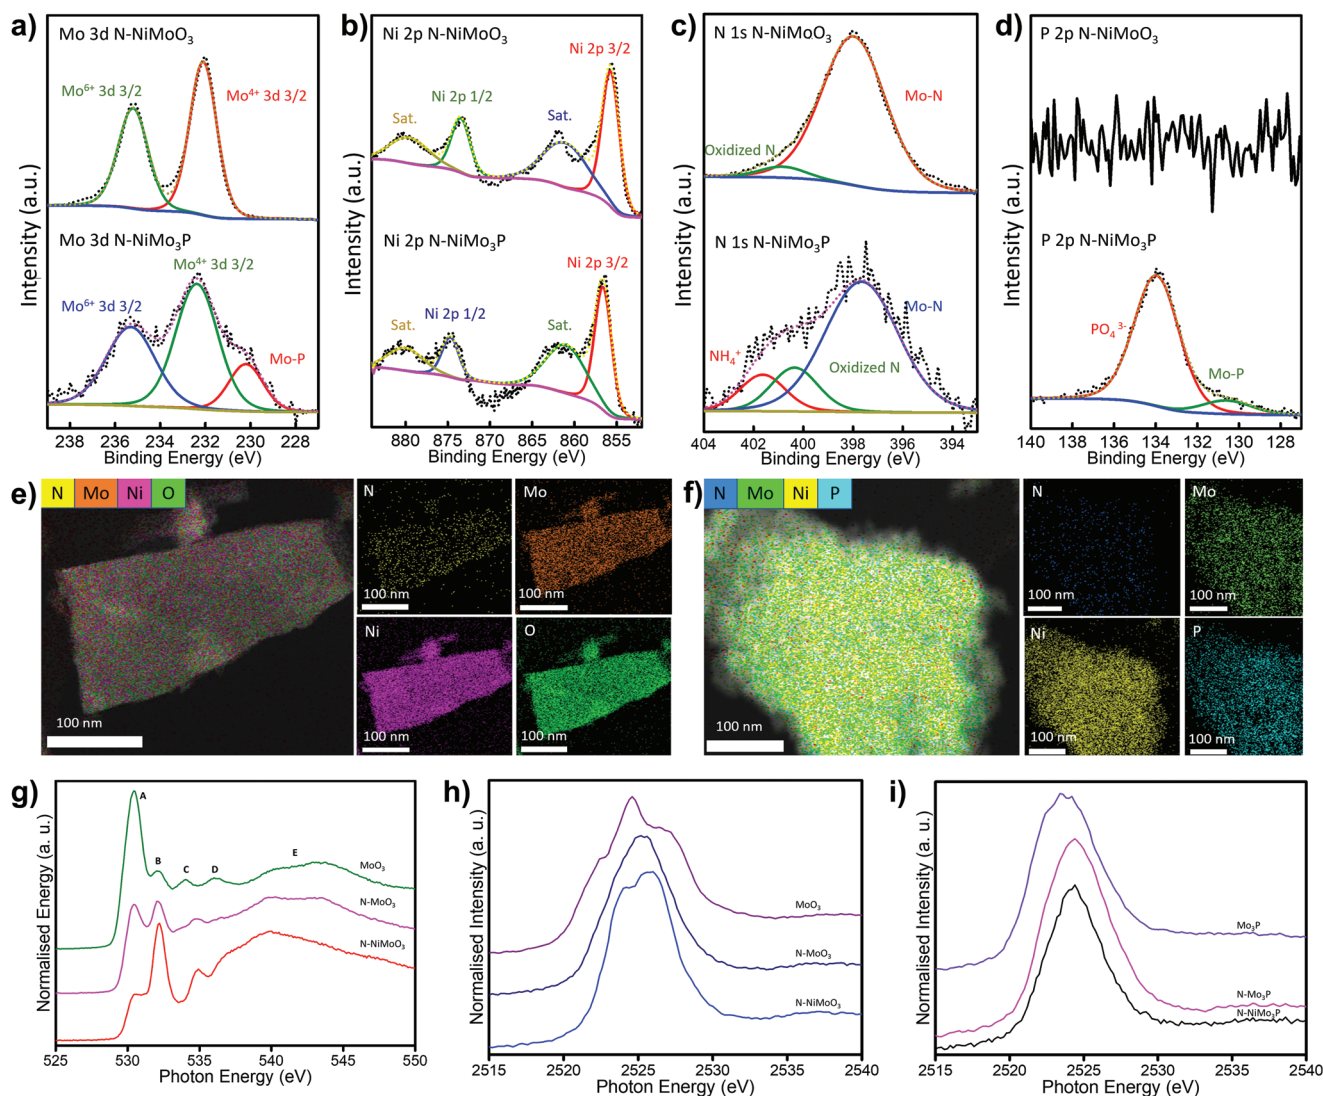 a)
Mo 3d N-NiMoO₃
Mo⁶⁺ 3d 3/2
Mo⁴⁺ 3d 3/2
Mo 3d N-NiMo₃P
Mo⁴⁺ 3d 3/2
Mo⁶⁺ 3d 3/2
Mo-P
Intensity (a.u.)
238 236 234 232 230 228
Binding Energy (eV)
b)
Ni 2p N-NiMoO₃
Ni 2p 3/2
Ni 2p 1/2
Sat.
Sat.
Ni 2p N-NiMo₃P
Ni 2p 3/2
Sat.
Ni 2p 1/2
Sat.
Intensity (a.u.)
880 875 870 865 860 855
Binding Energy (eV)
c)
N 1s N-NiMoO₃
Mo-N
Oxidized N
N 1s N-NiMo₃P
Mo-N
NH₄⁺
Oxidized N
Intensity (a.u.)
404 402 400 398 396 394
Binding Energy (eV)
d)
P 2p N-NiMoO₃
P 2p N-NiMo₃P
PO₄³⁻
Mo-P
Intensity (a.u.)
140 138 136 134 132 130 128
Binding Energy (eV)
e)
N Mo Ni O
100 nm
N
100 nm
Mo
100 nm
Ni
100 nm
O
100 nm
f)
N Mo Ni P
100 nm
N
100 nm
Mo
100 nm
Ni
100 nm
P
100 nm
g)
A
B
C
D
E
MoO₃
N-MoO₃
N-NiMoO₃
Normalised Energy (a. u.)
525 530 535 540 545 550
Photon Energy (eV)
h)
MoO₃
N-MoO₃
N-NiMoO₃
Normalised Intensity (a. u.)
2515 2520 2525 2530 2535 2540
Photon Energy (eV)
i)
Mo₃P
N-Mo₃P
N-NiMo₃P
Normalised Intensity (a. u.)
2515 2520 2525 2530 2535 2540
Photon Energy (eV)